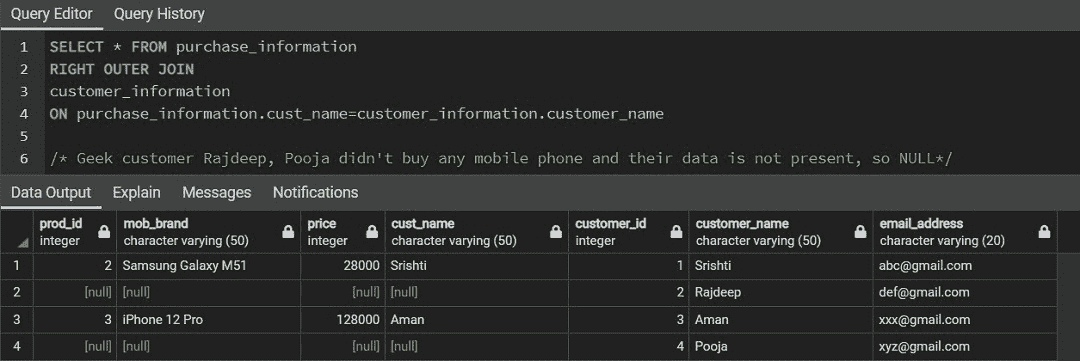 Query Editor Query History
1 SELECT * FROM purchase_information
2 RIGHT OUTER JOIN
3 customer_information
4 ON purchase_information.cust_name=customer_information.customer_name
5
6 /* Geek customer Rajdeep, Pooja didn't buy any mobile phone and their data is not present, so NULL*/
Data Output Explain Messages Notifications
prod_id mob_brand price cust_name customer_id customer_name email_address
integer character varying (50) integer character varying (50) integer character varying (50) character varying (20)
1 2 Samsung Galaxy M51 28000 Srishti 1 Srishti abc@gmail.com
2 [null] [null] [null] [null] 2 Rajdeep def@gmail.com
3 3 iPhone 12 Pro 128000 Aman 3 Aman xxx@gmail.com
4 [null] [null] [null] [null] 4 Pooja xyz@gmail.com